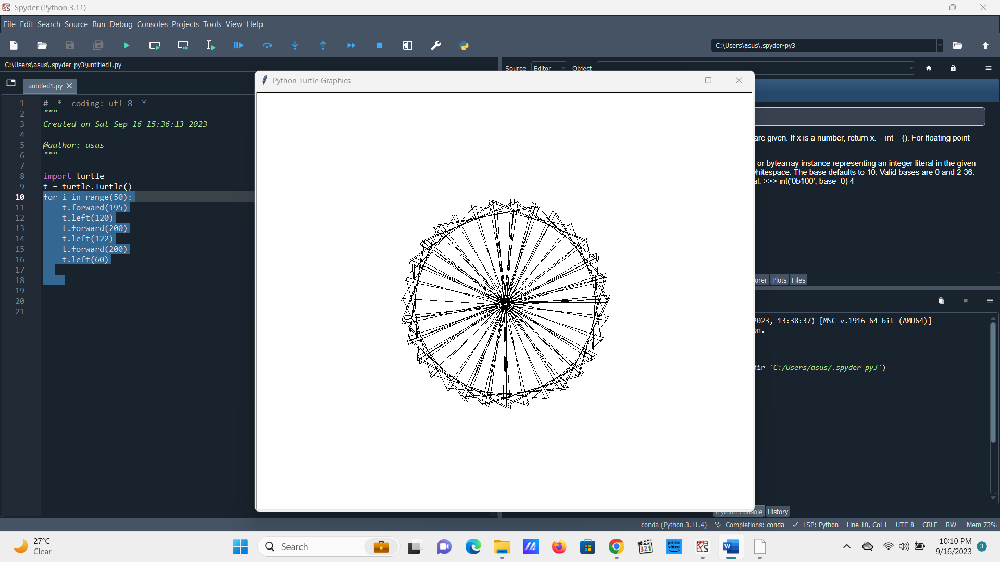 Spyder (Python 3.11)
File Edit Search Source Run Debug Consoles Projects Tools View Help
C:\Users\asus\.spyder-py3
C:\Users\asus\.spyder-py3\untitled1.py
Source Editor Object
untitled1.py
1 # -*- coding: utf-8 -*-
2 """
3 Created on Sat Sep 16 15:36:13 2023
4
5 @author: asus
6 """
7
8 import turtle
9 t = turtle.Turtle()
10 for i in range(50):
11 t.forward(195)
12 t.left(120)
13 t.forward(200)
14 t.left(122)
15 t.forward(200)
16 t.left(60)
17
18
19
20
21
Python Turtle Graphics
are given. If x is a number, return x.__int__(). For floating point
or bytearray instance representing an integer literal in the given
whitespace. The base defaults to 10. Valid bases are 0 and 2-36.
al. >>> int('0b100', base=0) 4
orer Plots Files
2023, 13:38:37) [MSC v.1916 64 bit (AMD64)]
on.
dir='C:/Users/asus/.spyder-py3')
IPython Console History
conda (Python 3.11.4) Completions: conda LSP: Python Line 10, Col 1 UTF-8 CRLF RW Mem 73%
27°C
Clear
Search
321
prime video
10:10 PM
9/16/2023
3